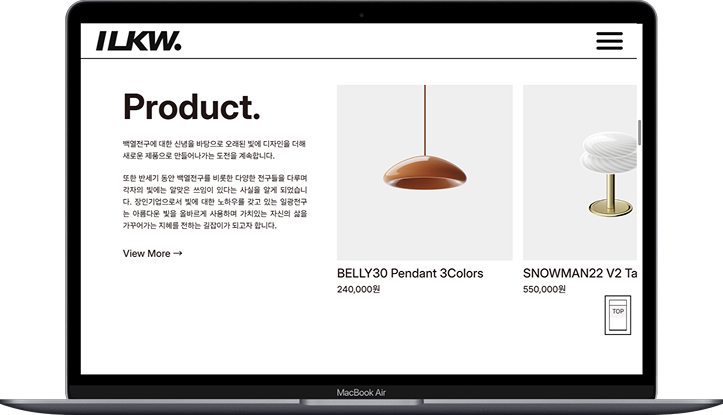 ILKW.
Product.
백열전구에 대한 신념을 바탕으로 오래된 빛에 디자인을 더해
새로운 제품으로 만들어나가는 도전을 계속합니다.
또한 반세기 동안 백열전구를 비롯한 다양한 전구들을 다루며
각자의 빛에는 알맞은 쓰임이 있다는 사실을 알게 되었습니
다. 장인기업으로서 빛에 대한 노하우를 갖고 있는 일광전구
는 아름다운 빛을 올바르게 사용하며 가치있는 자신의 삶을
가꾸어가는 지혜를 전하는 길잡이가 되고자 합니다.
View More →
BELLY30 Pendant 3Colors
240,000원
SNOWMAN22 V2 Ta
550,000원
TOP
MacBook Air